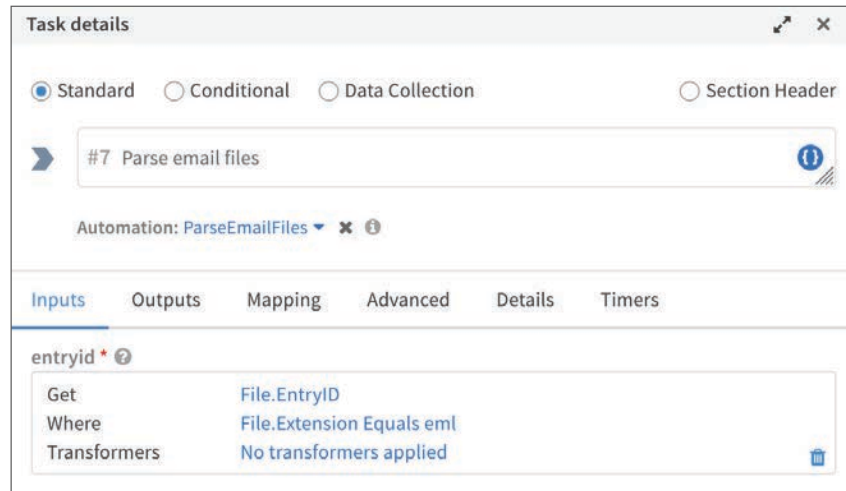 Task details
Standard Conditional Data Collection Section Header
#7 Parse email files
Automation: ParseEmailFiles
Inputs Outputs Mapping Advanced Details Timers
entryid *
Get File.EntryID
Where File.Extension Equals eml
Transformers No transformers applied